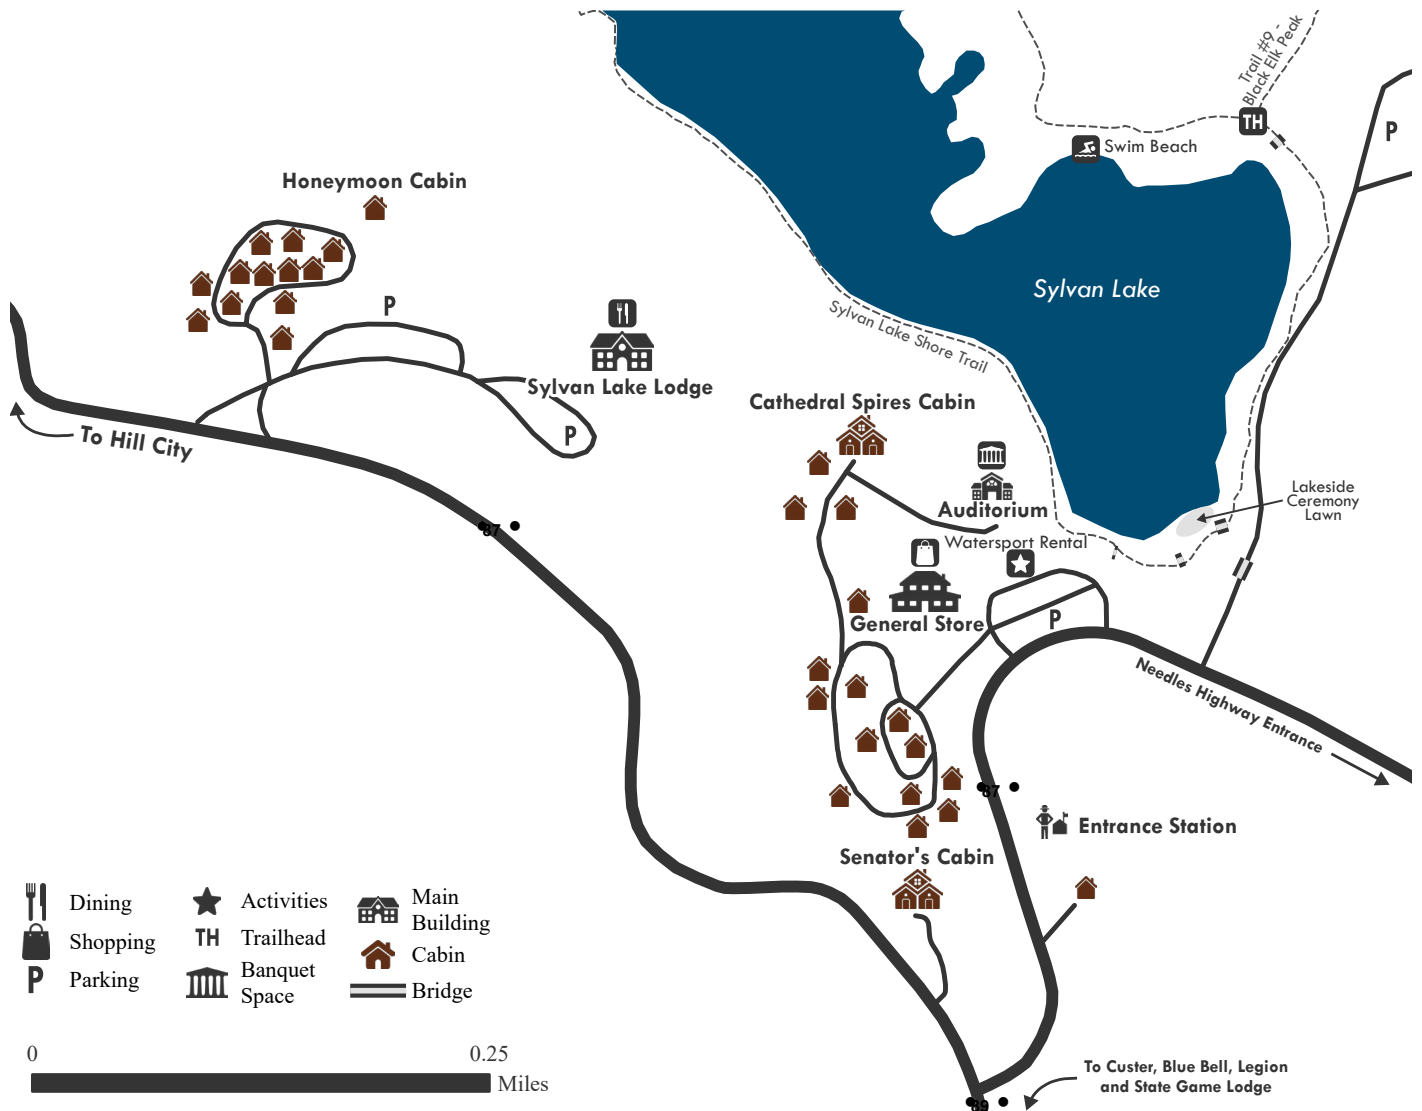 Trail #9 -
Black Elk Peak
TH
P
Swim Beach
Honeymoon Cabin
Sylvan Lake
P
Sylvan Lake Shore Trail
Sylvan Lake Lodge
Cathedral Spires Cabin
P
To Hill City
Lakeside
Ceremony
Lawn
Auditorium
87
Watersport Rental
General Store
P
Needles Highway Entrance
87
Entrance Station
Senator's Cabin
Dining
Shopping
P Parking
Activities
TH Trailhead
Banquet
Space
Main
Building
Cabin
Bridge
0 0.25
Miles
To Custer, Blue Bell, Legion
and State Game Lodge
89